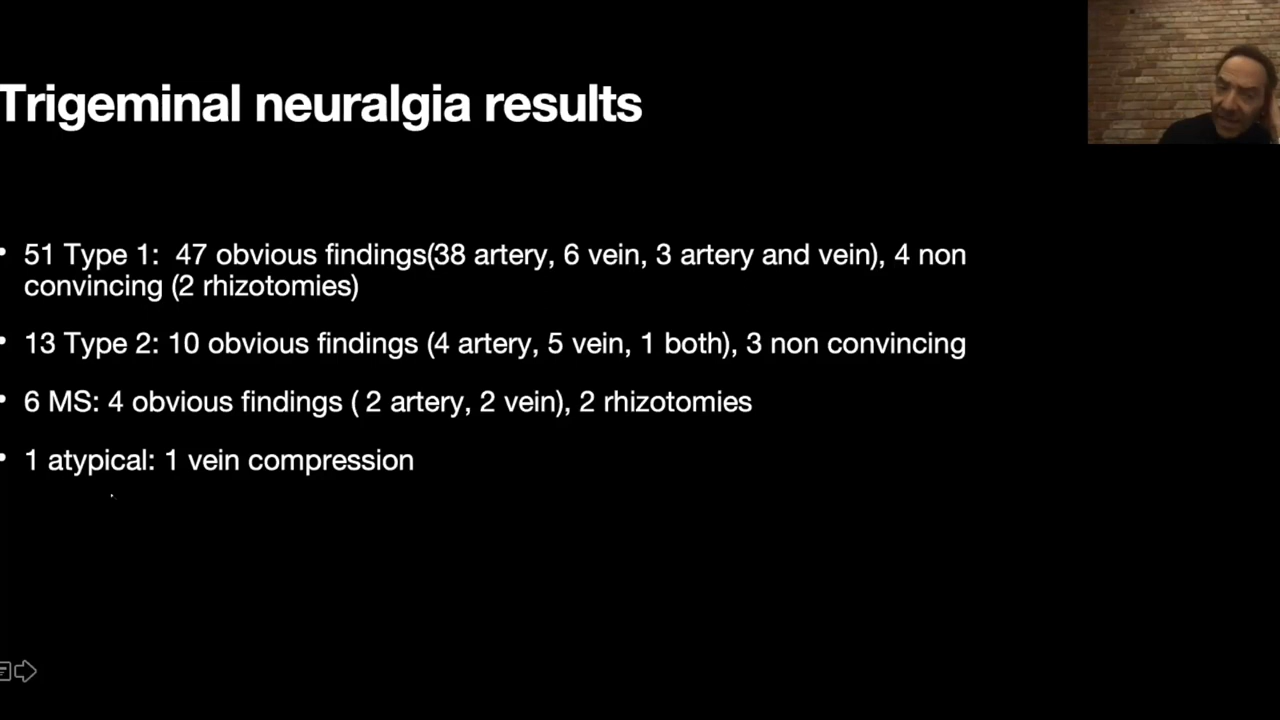 Trigeminal neuralgia results
• 51 Type 1:  47 obvious findings(38 artery, 6 vein, 3 artery and vein), 4 non
convincing (2 rhizotomies)
• 13 Type 2: 10 obvious findings (4 artery, 5 vein, 1 both), 3 non convincing
• 6 MS: 4 obvious findings ( 2 artery, 2 vein), 2 rhizotomies
• 1 atypical: 1 vein compression